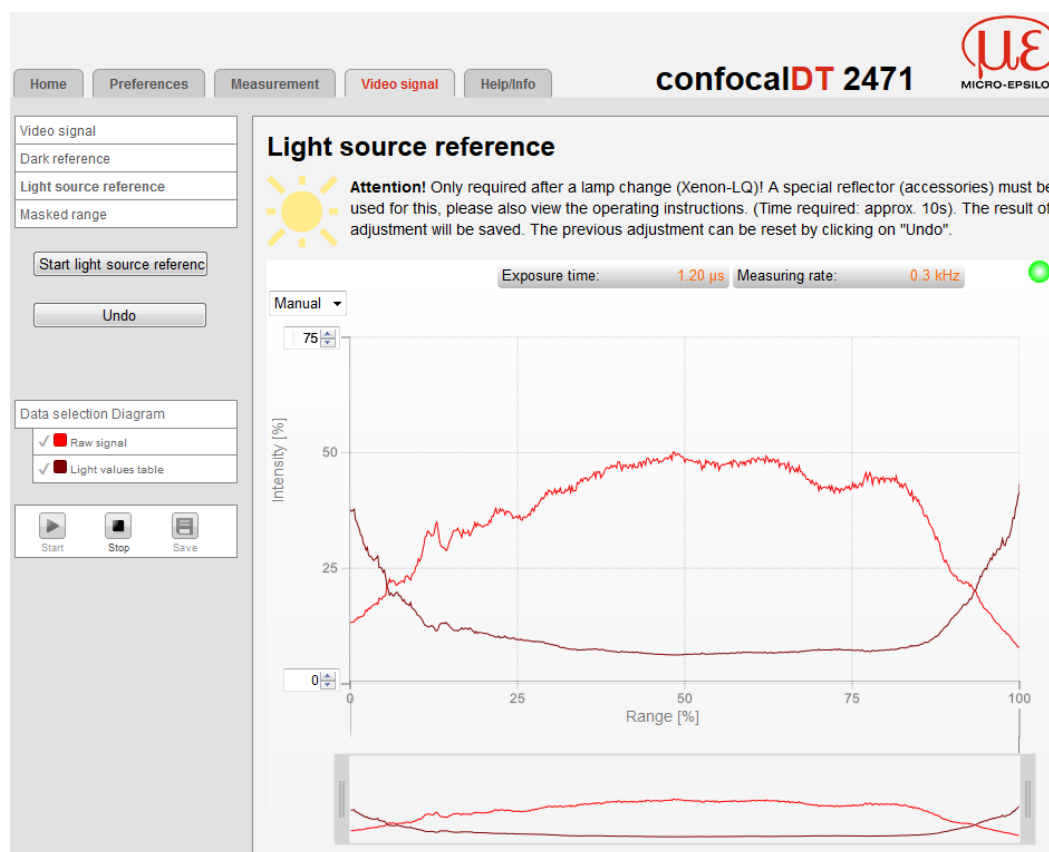 με
MICRO-EPSILO
confocalDT 2471
Home
Preferences
Measurement
Video signal
Help/Info
Video signal
Dark reference
Light source reference
Masked range
Start light source referenc
Undo
Data selection Diagram
Raw signal
Light values table
Start
Stop
Save
Light source reference
Attention! Only required after a lamp change (Xenon-LQ)! A special reflector (accessories) must be
used for this, please also view the operating instructions. (Time required: approx. 10s). The result of
adjustment will be saved. The previous adjustment can be reset by clicking on "Undo".
Exposure time: 1.20 µs
Measuring rate: 0.3 kHz
Manual
75
50
25
0
Intensity [%]
0 25 50 75 100
Range [%]